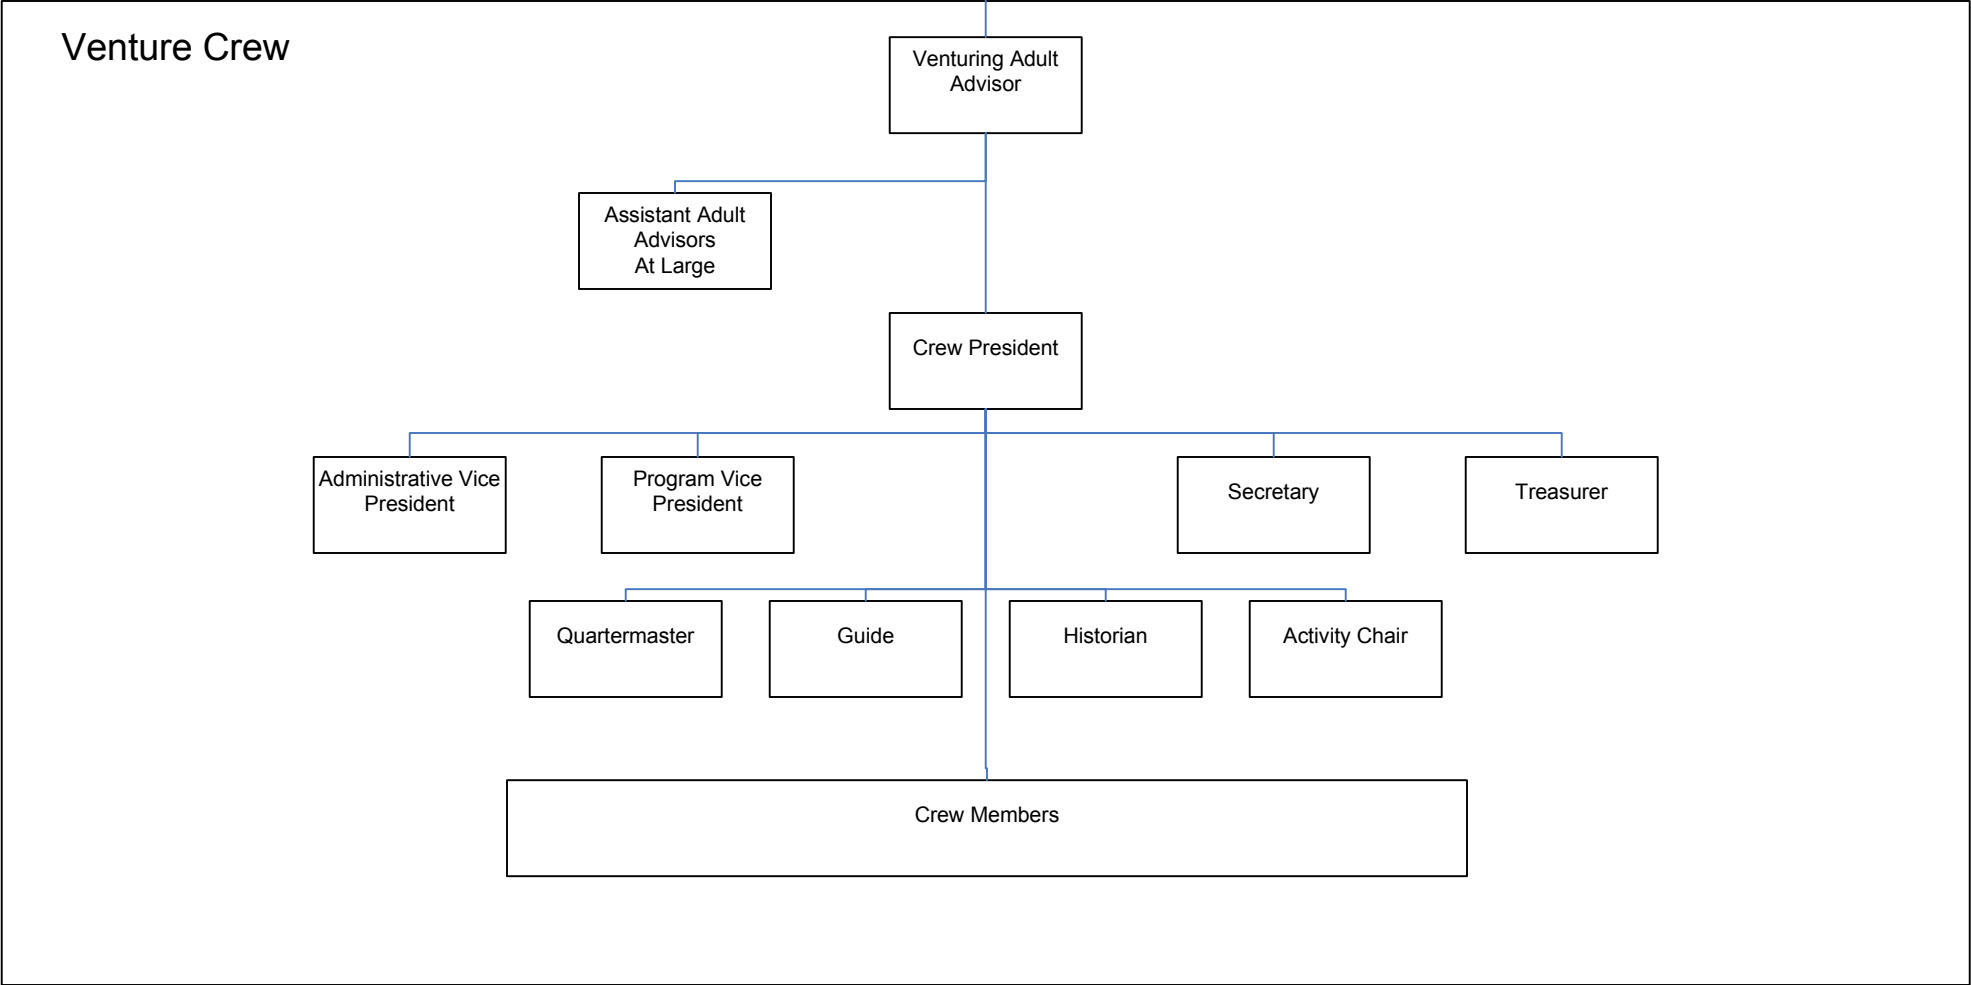 Venture Crew
Venturing Adult
Advisor
Assistant Adult
Advisors
At Large
Crew President
Administrative Vice
President
Program Vice
President
Secretary
Treasurer
Quartermaster
Guide
Historian
Activity Chair
Crew Members